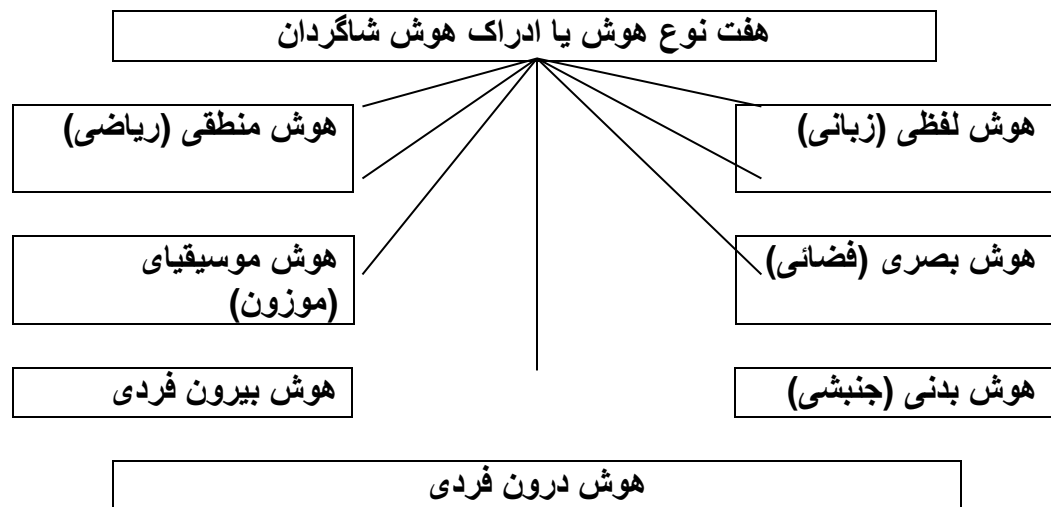 هفت نوع هوش یا ادراک هوش شاگردان
هوش لفظی (زبانی)
هوش منطقی (ریاضی)
هوش بصری (فضائی)
هوش موسیقیای
(موزون)
هوش بدنی (جنبشی)
هوش بیرون فردی
هوش درون فردی